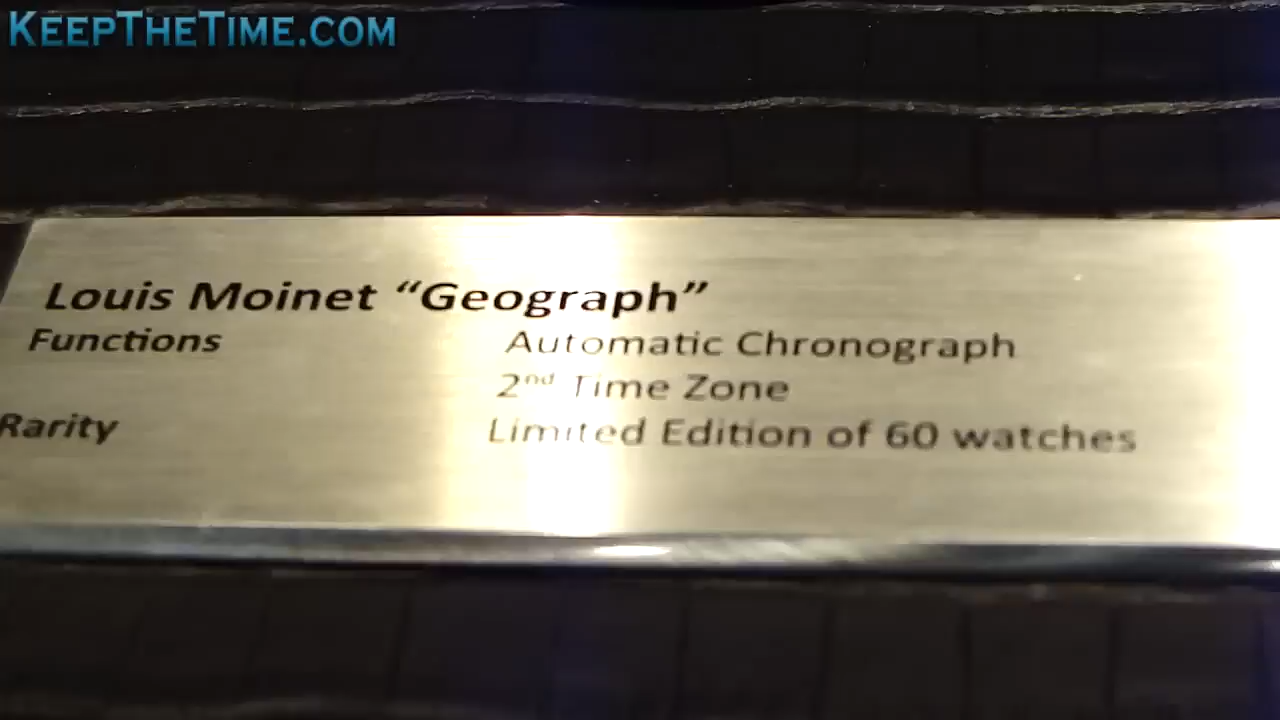 KEEPTHETIME.COM
Louis Moinet “Geograph”
Functions Automatic Chronograph
2nd Time Zone
Rarity Limited Edition of 60 watches